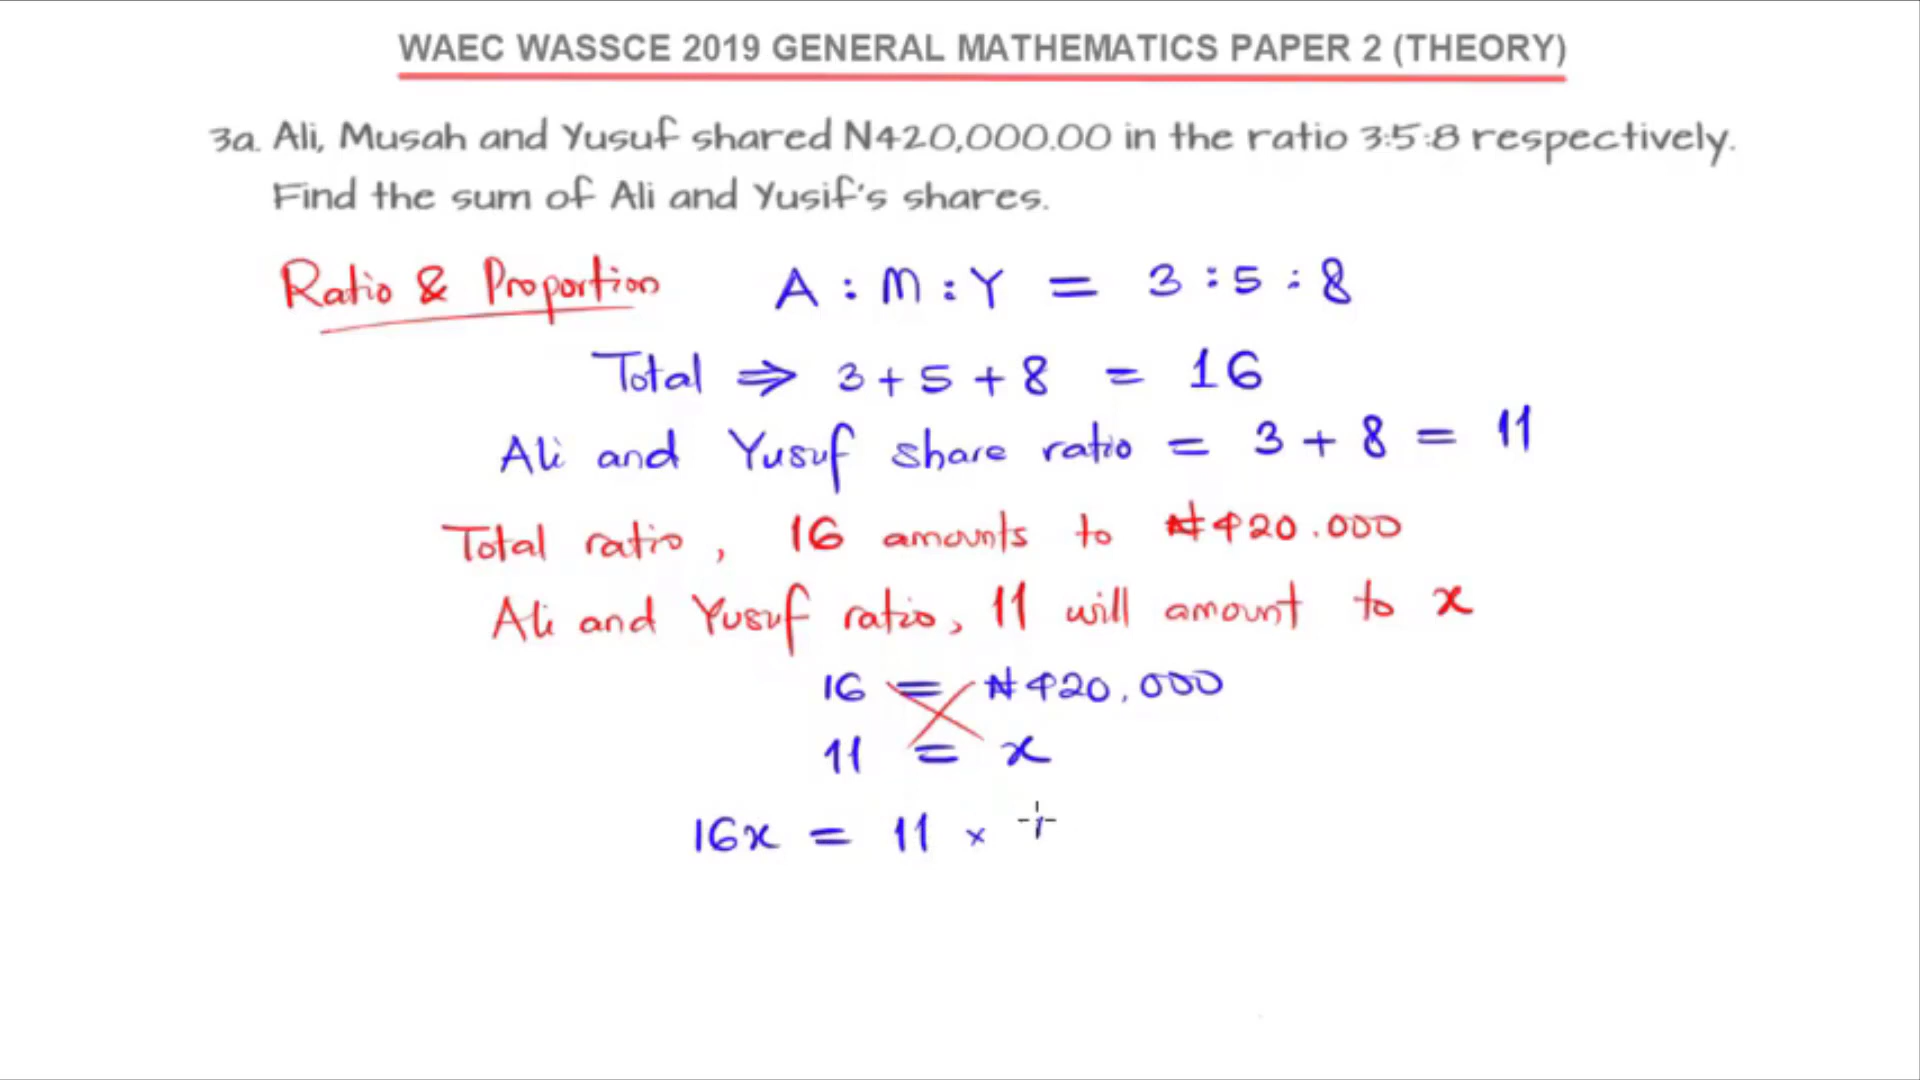 WAEC WASSCE 2019 GENERAL MATHEMATICS PAPER 2 (THEORY)
3a. Ali, Musah and Yusuf shared N420,000.00 in the ratio 3:5:8 respectively.
Find the sum of Ali and Yusif's shares.
Ratio & Proportion A : M : Y = 3 : 5 : 8
Total ⇒ 3 + 5 + 8 = 16
Ali and Yusuf share ratio = 3 + 8 = 11
Total ratio, 16 amounts to ₦420.000
Ali and Yusuf ratio, 11 will amount to x
16 = ₦420,000
11 = x
16x = 11 ×